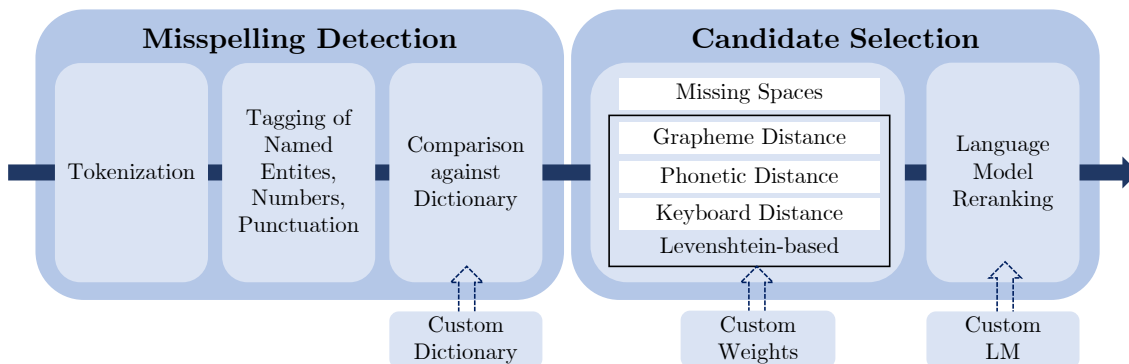 Misspelling Detection
Tokenization
Tagging of
Named
Entites,
Numbers,
Punctuation
Comparison
against
Dictionary
Custom
Dictionary
Candidate Selection
Missing Spaces
Grapheme Distance
Phonetic Distance
Keyboard Distance
Levenshtein-based
Custom
Weights
Language
Model
Reranking
Custom
LM